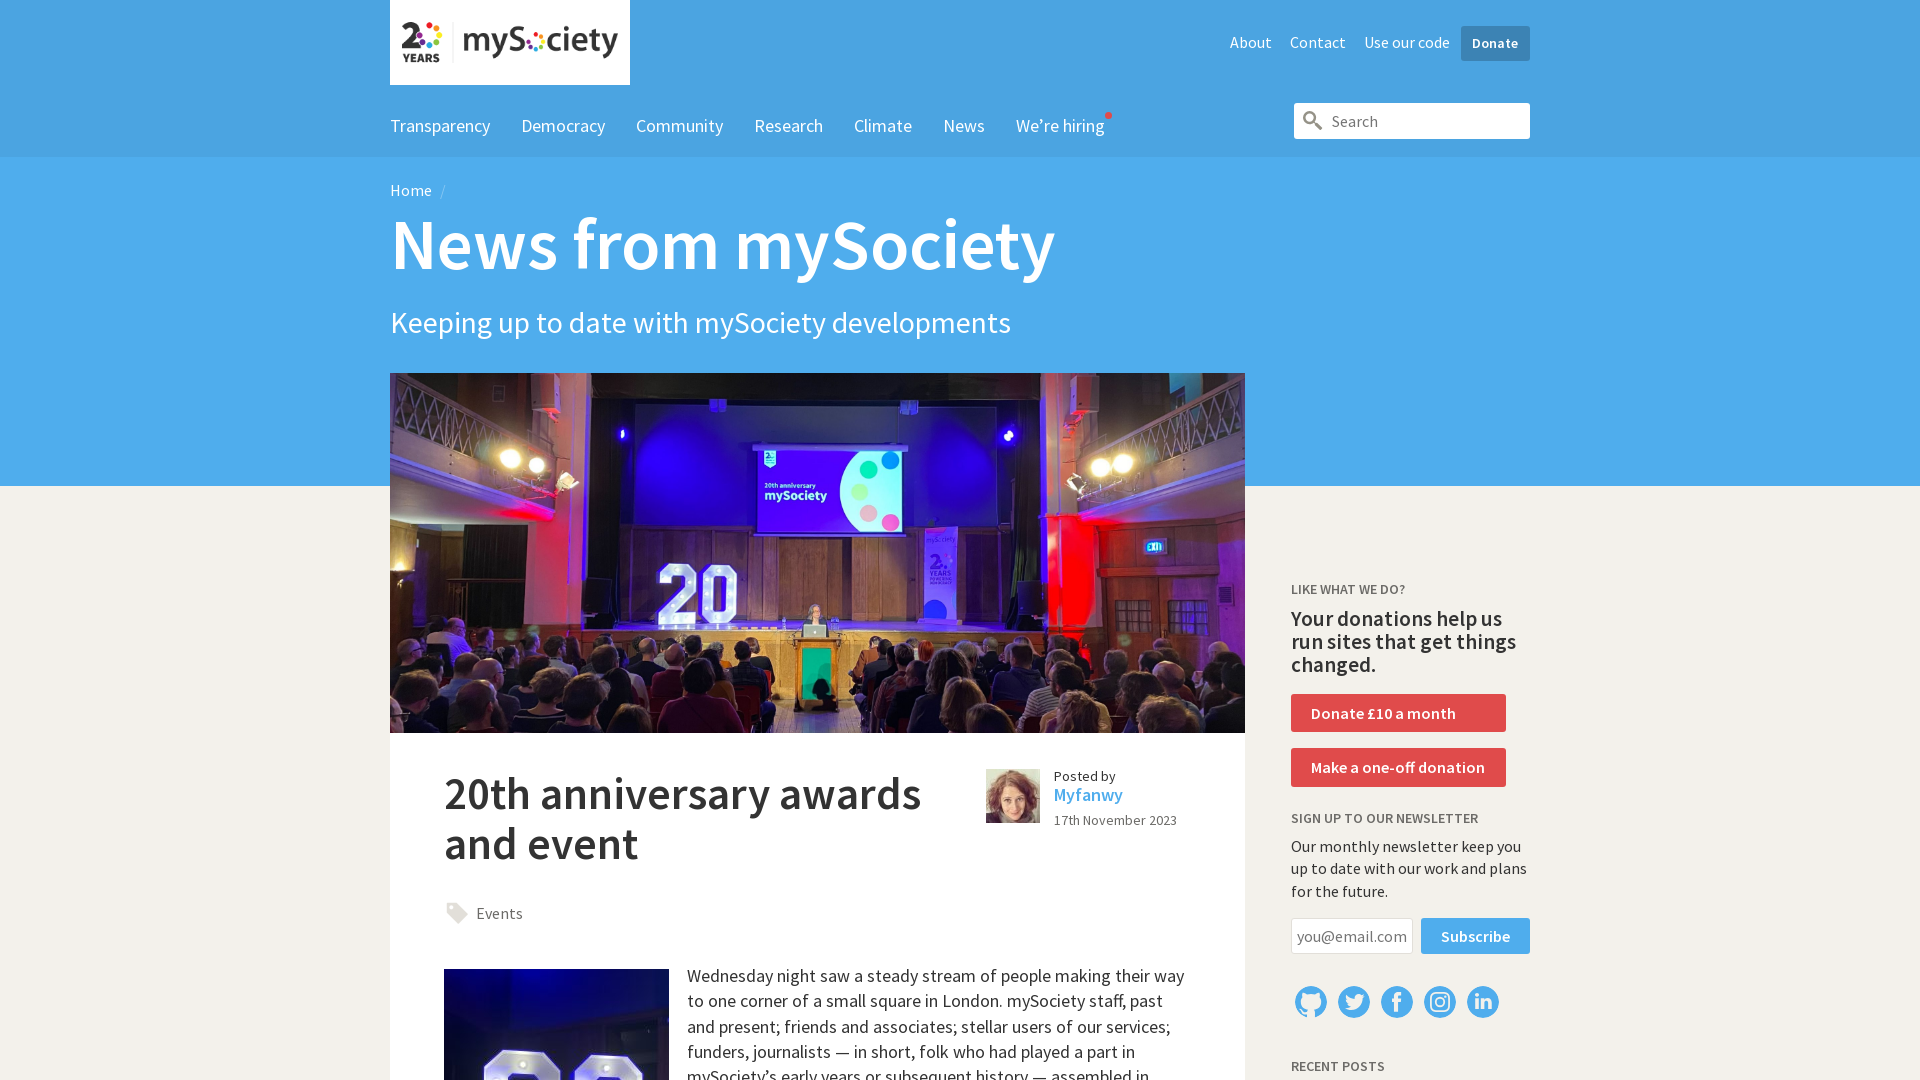 20 YEARS mySociety
About Contact Use our code Donate
Transparency Democracy Community Research Climate News We’re hiring
Search
Home /
News from mySociety
Keeping up to date with mySociety developments
20th anniversary
mySociety
20
mySociety
20
YEARS
LIKE WHAT WE DO?
Your donations help us
run sites that get things
changed.
Donate £10 a month
Make a one-off donation
20th anniversary awards
and event
Posted by
Myfanwy
17th November 2023
Events
SIGN UP TO OUR NEWSLETTER
Our monthly newsletter keep you
up to date with our work and plans
for the future.
you@email.com Subscribe
Wednesday night saw a steady stream of people making their way
to one corner of a small square in London. mySociety staff, past
and present; friends and associates; stellar users of our services;
funders, journalists — in short, folk who had played a part in
mySociety’s early years or subsequent history — assembled in
RECENT POSTS